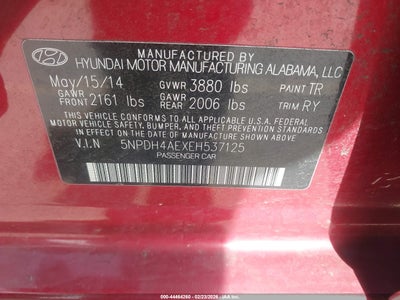 MANUFACTURED BY
HYUNDAI MOTOR MANUFACTURING ALABAMA, LLC
May/15/14 GVWR 3880 lbs PAINT TR
GAWR FRONT 2161 lbs GAWR REAR 2006 lbs TRIM RY
THIS VEHICLE CONFORMS TO ALL APPLICABLE U.S.A FEDERAL
MOTOR VEHICLE SAFETY, BUMPER, AND THEFT PREVENTION
STANDARDS IN EFFECT ON THE DATE OF MANUFACTURE SHOWN ABOVE.
V.I.N 5NPDH4AEXEH537125
PASSENGER CAR
000-44464260 - 02/23/2026 - IAA Inc.